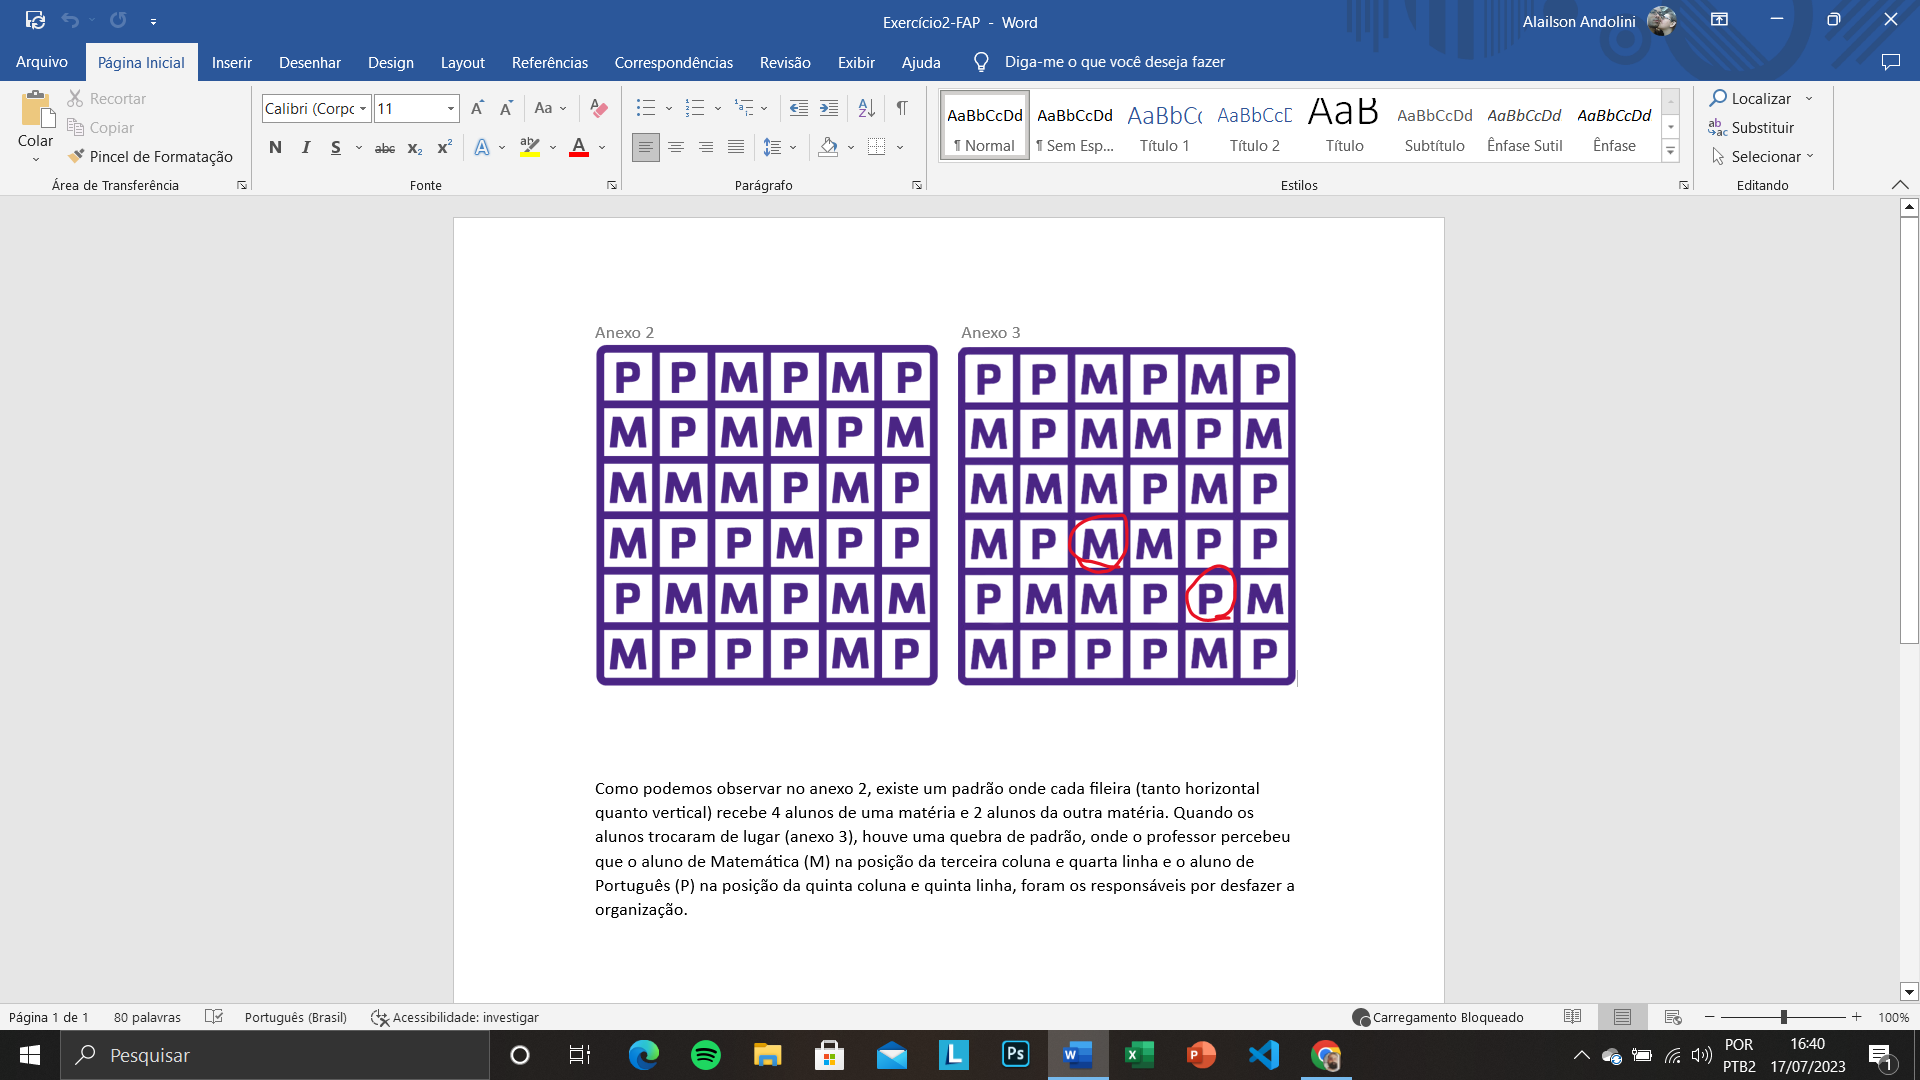 Exercício2-FAP - Word
Alailson Andolini
Arquivo
Página Inicial
Inserir
Desenhar
Design
Layout
Referências
Correspondências
Revisão
Exibir
Ajuda
Diga-me o que você deseja fazer
Colar
Recortar
Copiar
Pincel de Formatação
Área de Transferência
Calibri (Corpc
11
Aa
N I S abc x₂ x² A A
Fonte
Parágrafo
AaBbCcDd
¶ Normal
AaBbCcDd
¶ Sem Esp...
AaBbCc
Título 1
AaBbCcD
Título 2
AaB
Título
AaBbCcDd
Subtítulo
AaBbCcDd
Ênfase Sutil
AaBbCcDd
Ênfase
Estilos
Localizar
Substituir
Selecionar
Editando
Anexo 2
P P M P M P
M P M M P M
M M M P M P
M P P M P P
P M M P M M
M P P P M P
Anexo 3
P P M P M P
M P M M P M
M M M P M P
M P M M P P
P M M P P M
M P P P M P
Como podemos observar no anexo 2, existe um padrão onde cada fileira (tanto horizontal
quanto vertical) recebe 4 alunos de uma matéria e 2 alunos da outra matéria. Quando os
alunos trocaram de lugar (anexo 3), houve uma quebra de padrão, onde o professor percebeu
que o aluno de Matemática (M) na posição da terceira coluna e quarta linha e o aluno de
Português (P) na posição da quinta coluna e quinta linha, foram os responsáveis por desfazer a
organização.
Página 1 de 1
80 palavras
Português (Brasil)
Acessibilidade: investigar
Carregamento Bloqueado
100%
Pesquisar
L
Ps
POR
PTB2
16:40
17/07/2023
1